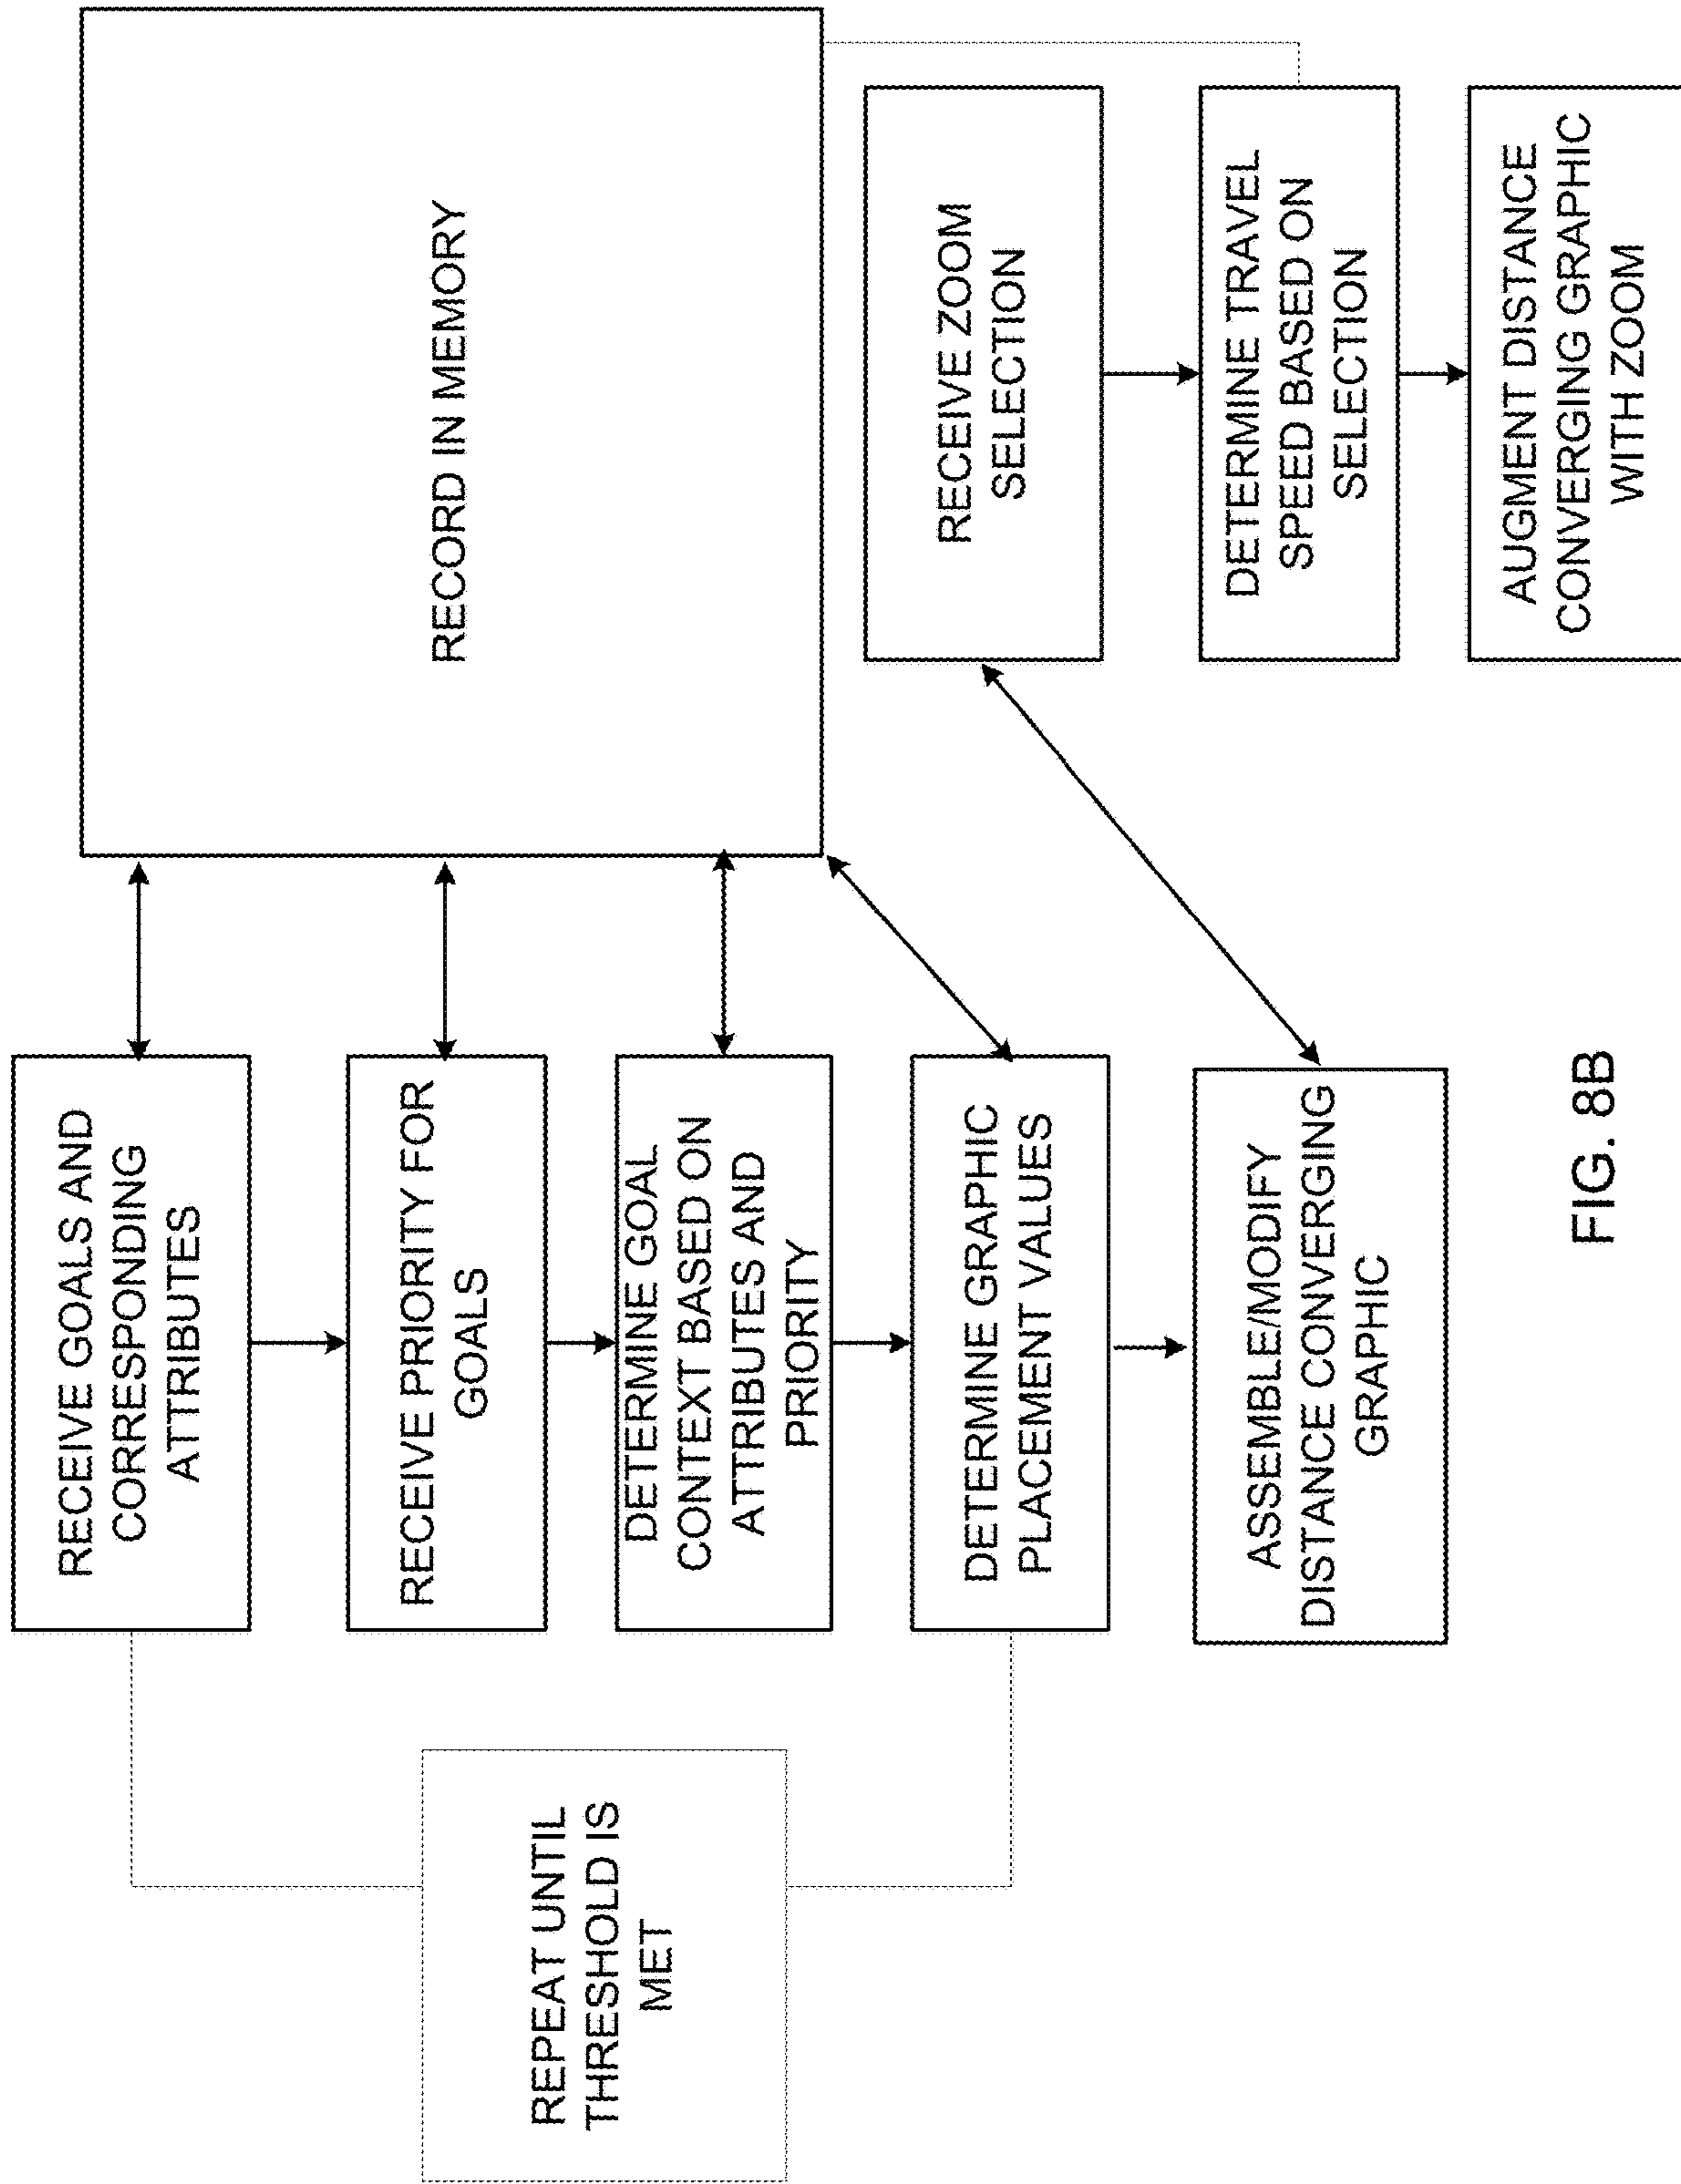 REPEAT UNTIL
THRESHOLD IS
MET
RECEIVE GOALS AND
CORRESPONDING
ATTRIBUTES
RECEIVE PRIORITY FOR
GOALS
DETERMINE GOAL
CONTEXT BASED ON
ATTRIBUTES AND
PRIORITY
DETERMINE GRAPHIC
PLACEMENT VALUES
ASSEMBLE/MODIFY
DISTANCE CONVERGING
GRAPHIC
RECORD IN MEMORY
RECEIVE ZOOM
SELECTION
DETERMINE TRAVEL
SPEED BASED ON
SELECTION
AUGMENT DISTANCE
CONVERGING GRAPHIC
WITH ZOOM
FIG. 8B